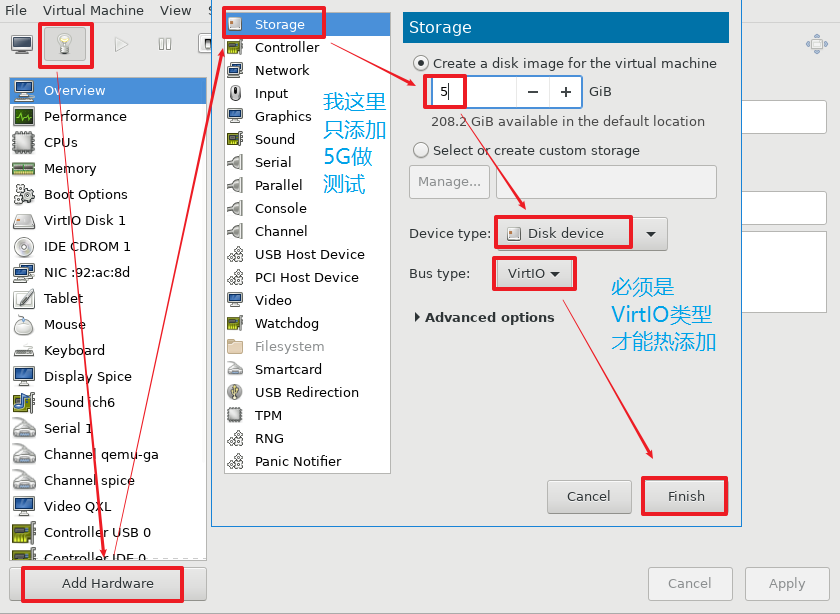 File Virtual Machine View
Overview
Performance
CPUs
Memory
Boot Options
VirtIO Disk 1
IDE CDROM 1
NIC :92:ac:8d
Tablet
Mouse
Keyboard
Display Spice
Sound ich6
Serial 1
Channel qemu-ga
Channel spice
Video QXL
Controller USB 0
Controller IDE 0
Add Hardware
Storage
Controller
Network
Input
Graphics
Sound
Serial
Parallel
Console
Channel
USB Host Device
PCI Host Device
Video
Watchdog
Filesystem
Smartcard
USB Redirection
TPM
RNG
Panic Notifier
我这里
只添加
5G做
测试
Storage
Create a disk image for the virtual machine
5 − + GiB
208.2 GiB available in the default location
Select or create custom storage
Manage...
Device type: Disk device
Bus type: VirtIO
Advanced options
必须是
VirtIO类型
才能热添加
Cancel Finish
Cancel Apply